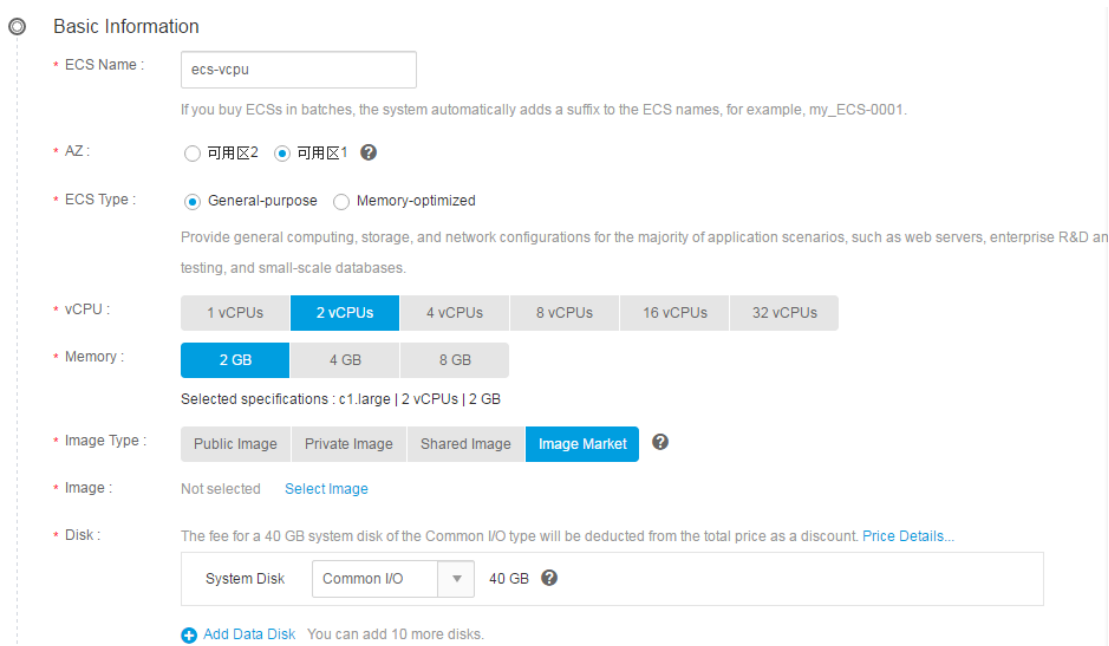 Basic Information
* ECS Name :
ecs-vcpu
If you buy ECSs in batches, the system automatically adds a suffix to the ECS names, for example, my_ECS-0001.
* AZ :
可用区2 可用区1 ?
* ECS Type :
General-purpose Memory-optimized
Provide general computing, storage, and network configurations for the majority of application scenarios, such as web servers, enterprise R&D an
testing, and small-scale databases.
* vCPU :
1 vCPUs 2 vCPUs 4 vCPUs 8 vCPUs 16 vCPUs 32 vCPUs
* Memory :
2 GB 4 GB 8 GB
Selected specifications : c1.large | 2 vCPUs | 2 GB
* Image Type :
Public Image Private Image Shared Image Image Market ?
* Image :
Not selected Select Image
* Disk :
The fee for a 40 GB system disk of the Common I/O type will be deducted from the total price as a discount. Price Details...
System Disk Common I/O 40 GB ?
Add Data Disk You can add 10 more disks.